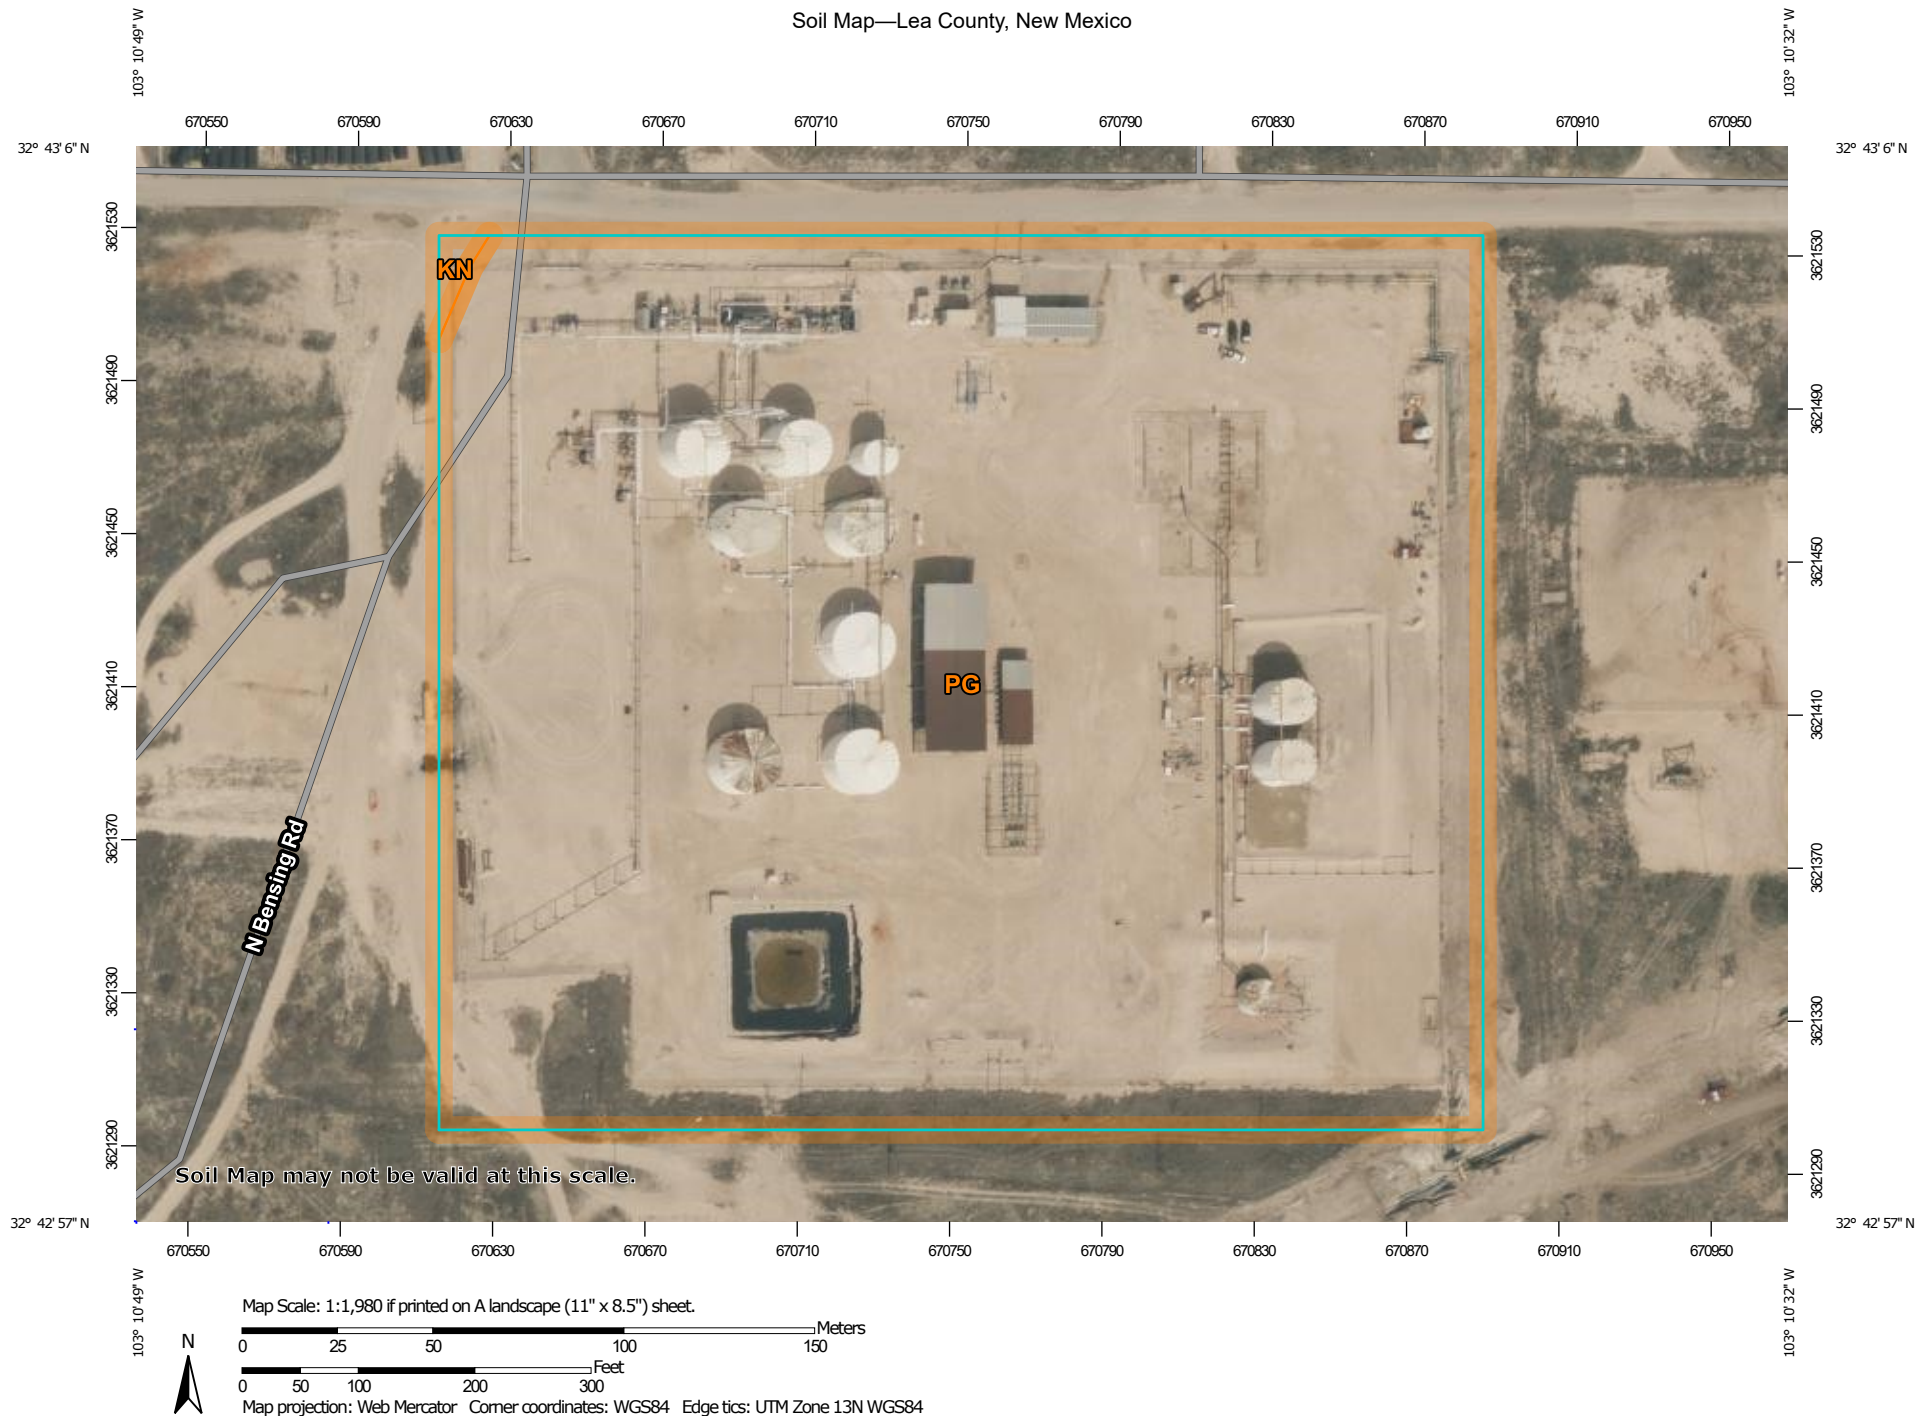 Soil Map—Lea County, New Mexico
103° 10' 49" W
103° 10' 32" W
670550 670590 670630 670670 670710 670750 670790 670830 670870 670910 670950
32° 43' 6" N
32° 43' 6" N
3621530
3621490
3621450
3621410
3621370
3621330
3621290
3621530
3621490
3621450
3621410
3621370
3621330
3621290
KN
PG
N Bensing Rd
Soil Map may not be valid at this scale.
32° 42' 57" N
32° 42' 57" N
670550 670590 670630 670670 670710 670750 670790 670830 670870 670910 670950
103° 10' 49" W
103° 10' 32" W
Map Scale: 1:1,980 if printed on A landscape (11" x 8.5") sheet.
Meters
0 25 50 100 150
Feet
0 50 100 200 300
N
Map projection: Web Mercator Corner coordinates: WGS84 Edge tics: UTM Zone 13N WGS84